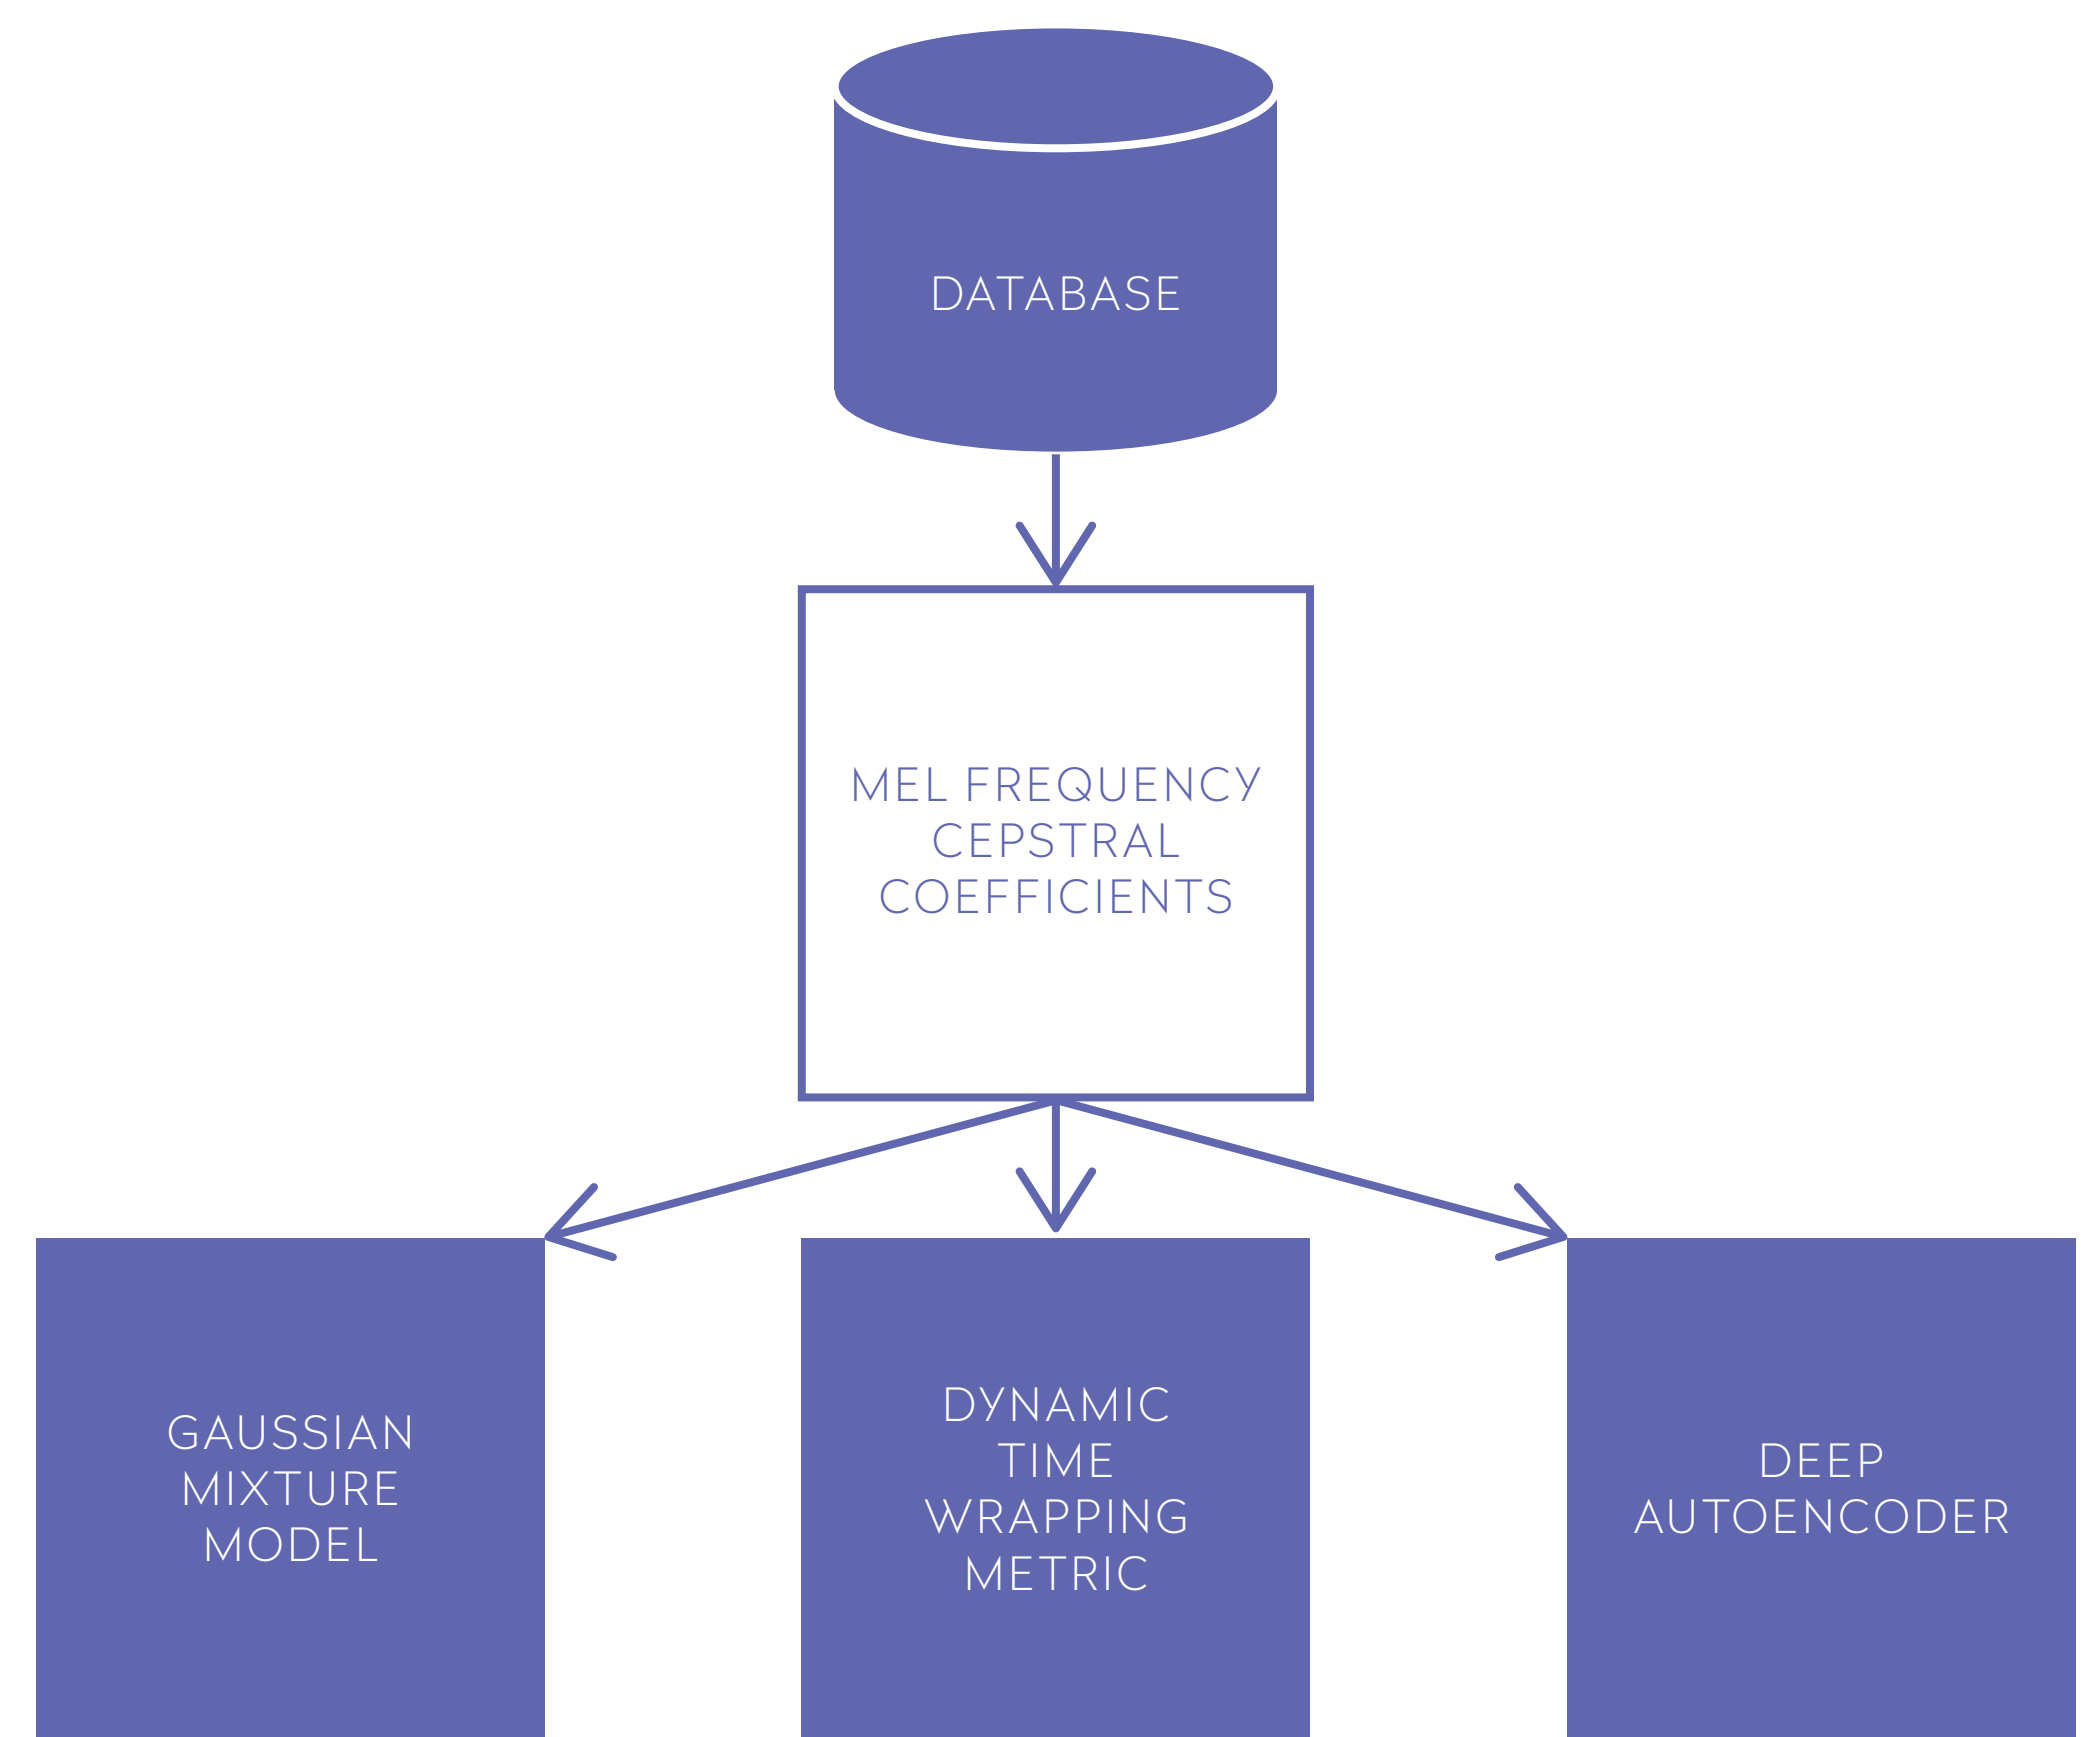 DATABASE
MEL FREQUENCY
CEPSTRAL
COEFFICIENTS
GAUSSIAN
MIXTURE
MODEL
DYNAMIC
TIME
WRAPPING
METRIC
DEEP
AUTOENCODER